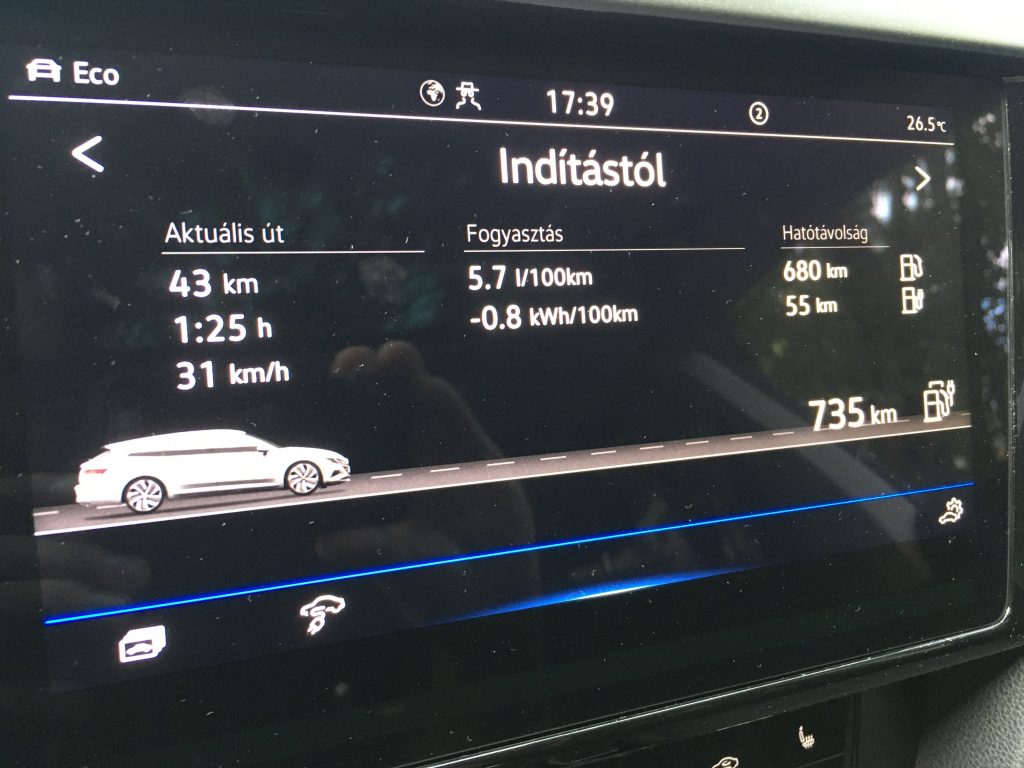 Eco
17:39
2
26.5°C
Indítástól
Aktuális út
43 km
1:25 h
31 km/h
Fogyasztás
5.7 l/100km
-0.8 kWh/100km
Hatótávolság
680 km
55 km
735 km